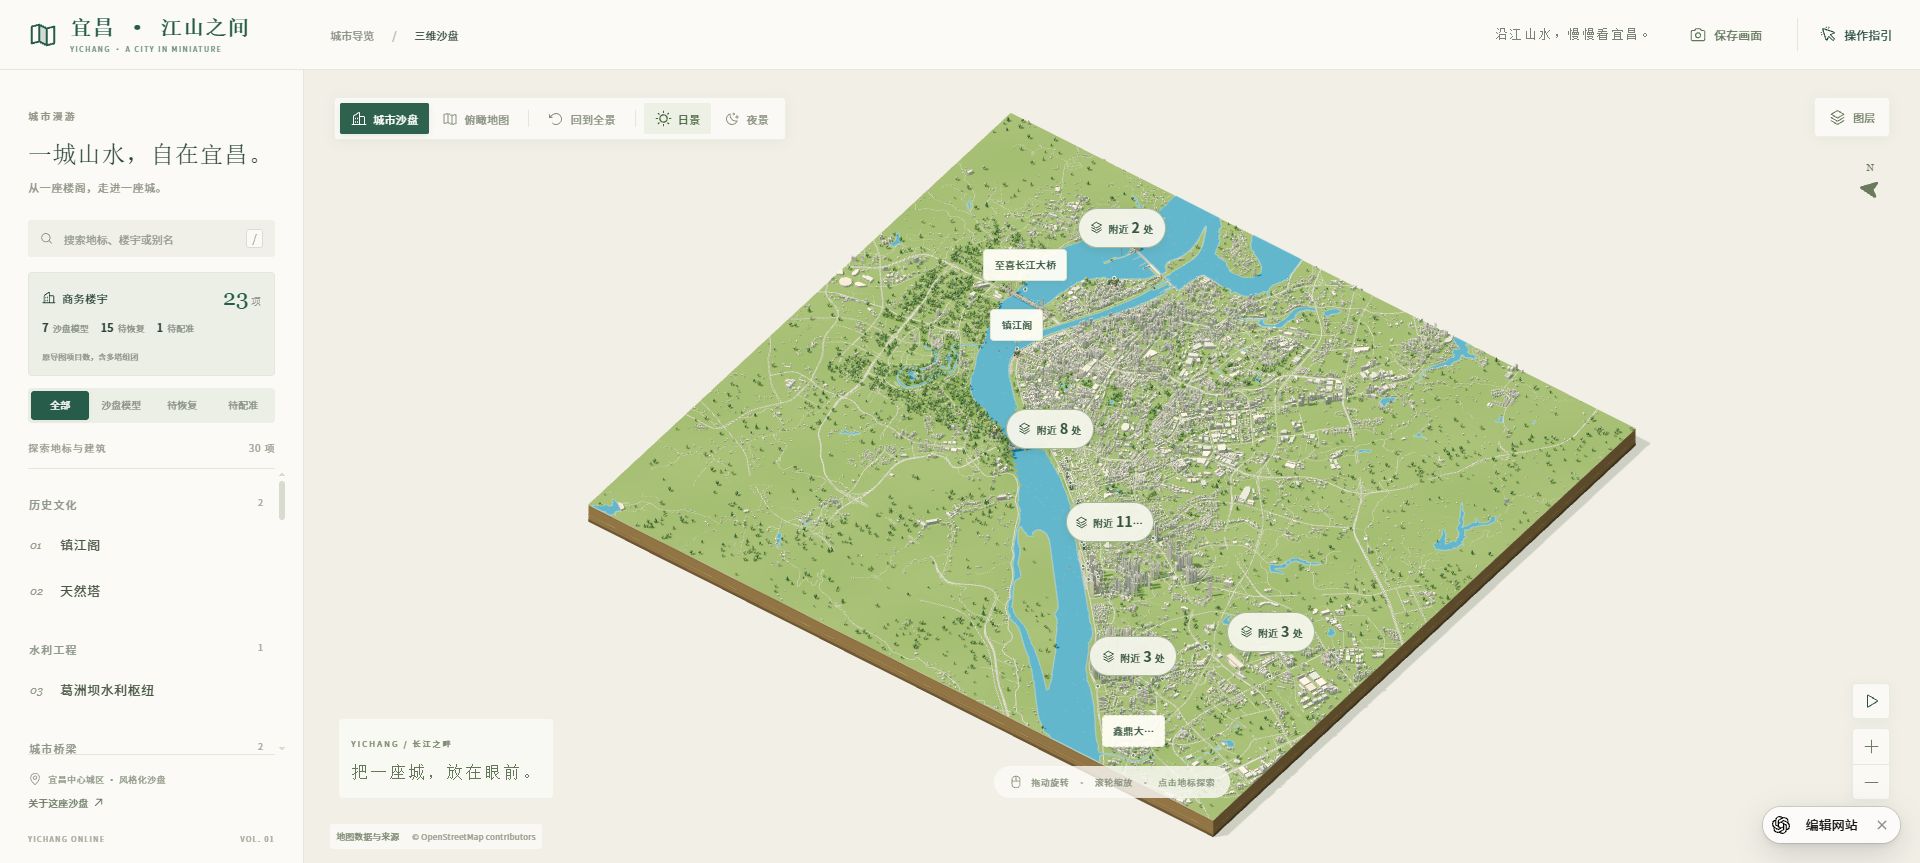 宜昌 · 江山之间
YICHANG · A CITY IN MINIATURE
城市导览 / 三维沙盘
沿江山水，慢慢看宜昌。
保存画面
操作指引
城市漫游
一城山水，自在宜昌。
从一座楼阁，走进一座城。
搜索地标、楼宇或别名 /
商务楼宇 23 项
7 沙盘模型 15 待恢复 1 待配准
原导图项目数，含多塔组团
全部 沙盘模型 待恢复 待配准
探索地标与建筑 30 项
历史文化 2
01 镇江阁
02 天然塔
水利工程 1
03 葛洲坝水利枢纽
城市桥梁 2
宜昌中心城区 · 风格化沙盘
关于这座沙盘
YICHANG ONLINE VOL. 01
城市沙盘 俯瞰地图 回到全景 日景 夜景
图层
N
附近 2 处
至喜长江大桥
镇江阁
附近 8 处
附近 11…
附近 3 处
附近 3 处
鑫鼎大…
YICHANG / 长江之畔
把一座城，放在眼前。
拖动旋转 · 滚轮缩放 · 点击地标探索
地图数据与来源 © OpenStreetMap contributors
编辑网站